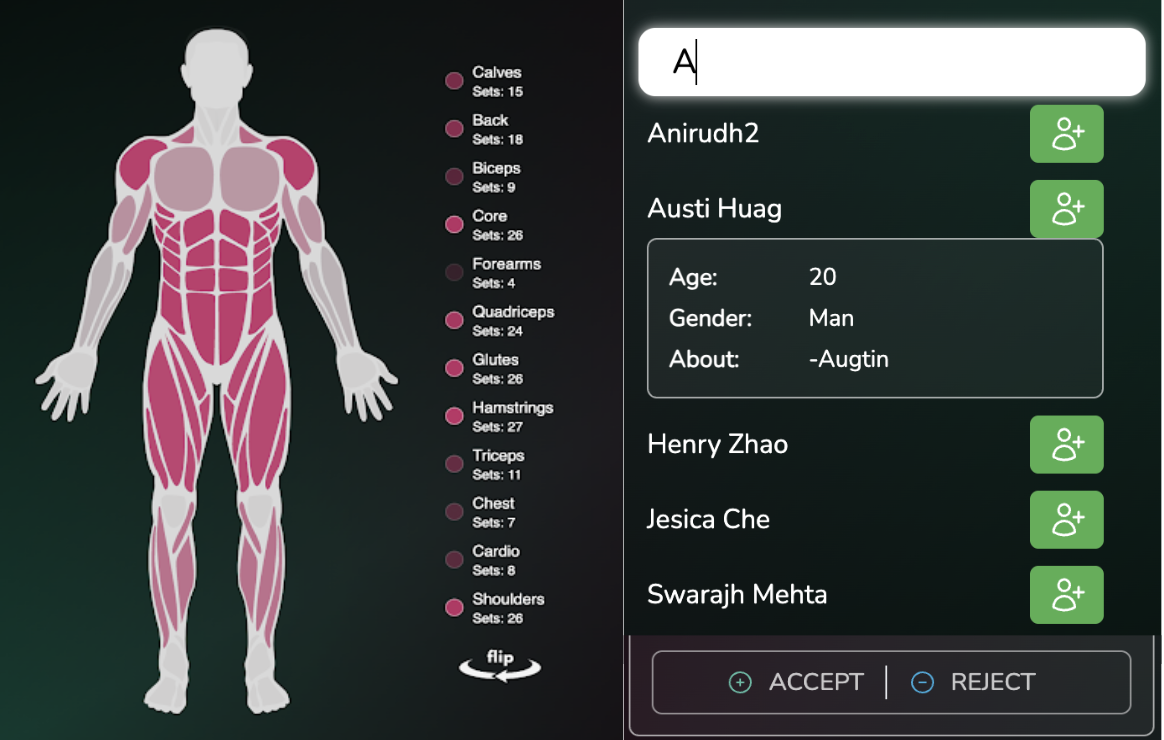 Calves
Sets: 15
Back
Sets: 18
Biceps
Sets: 9
Core
Sets: 26
Forearms
Sets: 4
Quadriceps
Sets: 24
Glutes
Sets: 26
Hamstrings
Sets: 27
Triceps
Sets: 11
Chest
Sets: 7
Cardio
Sets: 8
Shoulders
Sets: 26
flip
A
Anirudh2
Austi Huag
Age: 20
Gender: Man
About: -Augtin
Henry Zhao
Jesica Che
Swarajh Mehta
ACCEPT | REJECT